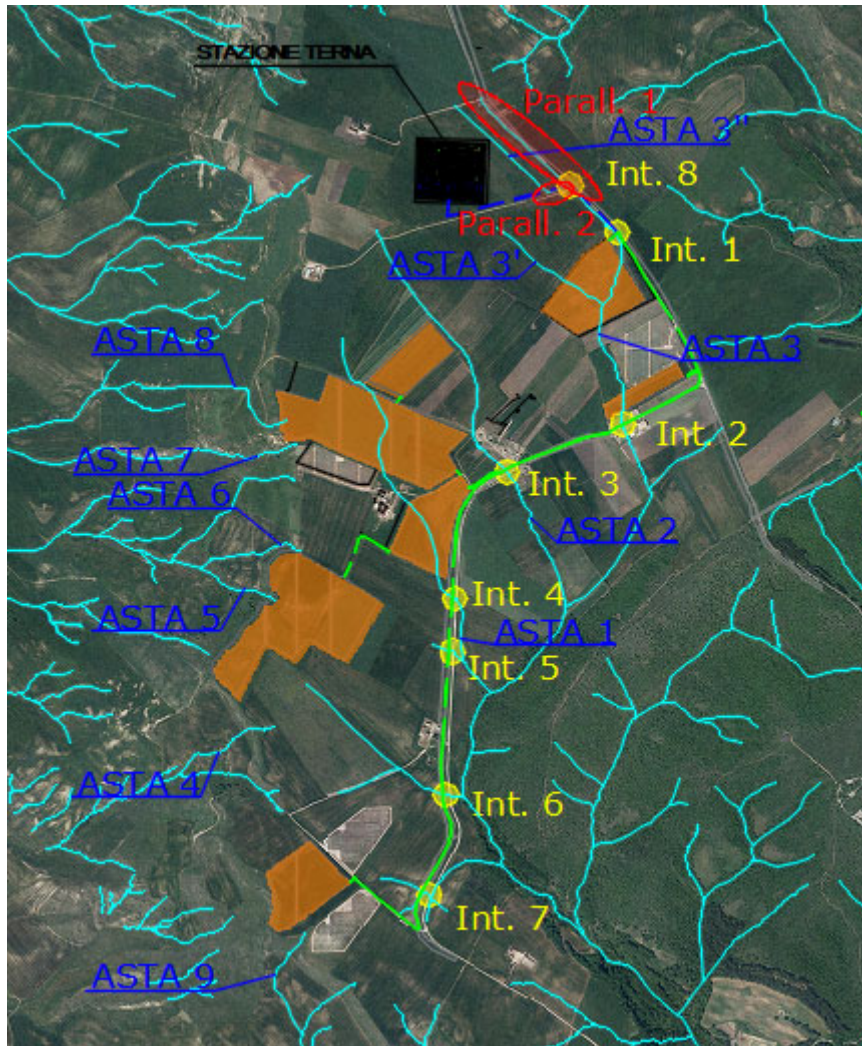 STAZIONE TERNA
Parall. 1
ASTA 3"
Int. 8
Parall. 2
Int. 1
ASTA 3'
ASTA 8
ASTA 3
Int. 2
ASTA 7
Int. 3
ASTA 6
ASTA 2
Int. 4
ASTA 5
ASTA 1
Int. 5
ASTA 4
Int. 6
Int. 7
ASTA 9